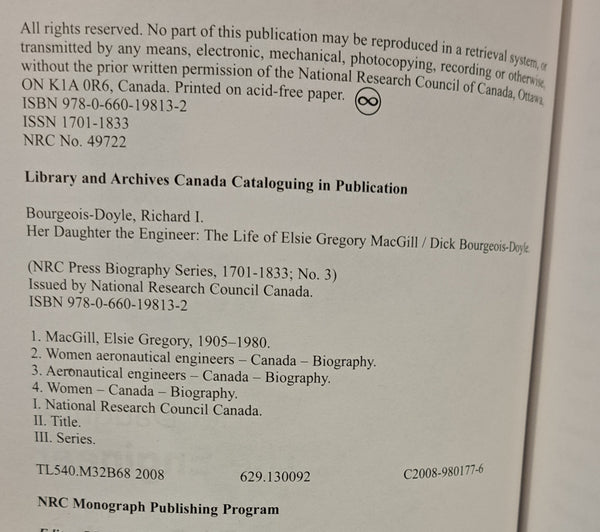 All rights reserved. No part of this publication may be reproduced in a retrieval system, or
transmitted by any means, electronic, mechanical, photocopying, recording or otherwise,
without the prior written permission of the National Research Council of Canada, Ottawa,
ON K1A 0R6, Canada. Printed on acid-free paper.
ISBN 978-0-660-19813-2
ISSN 1701-1833
NRC No. 49722
Library and Archives Canada Cataloguing in Publication
Bourgeois-Doyle, Richard I.
Her Daughter the Engineer: The Life of Elsie Gregory MacGill / Dick Bourgeois-Doyle.
(NRC Press Biography Series, 1701-1833; No. 3)
Issued by National Research Council Canada.
ISBN 978-0-660-19813-2
1. MacGill, Elsie Gregory, 1905–1980.
2. Women aeronautical engineers – Canada – Biography.
3. Aeronautical engineers – Canada – Biography.
4. Women – Canada – Biography.
I. National Research Council Canada.
II. Title.
III. Series.
TL540.M32B68 2008 629.130092 C2008-980177-6
NRC Monograph Publishing Program